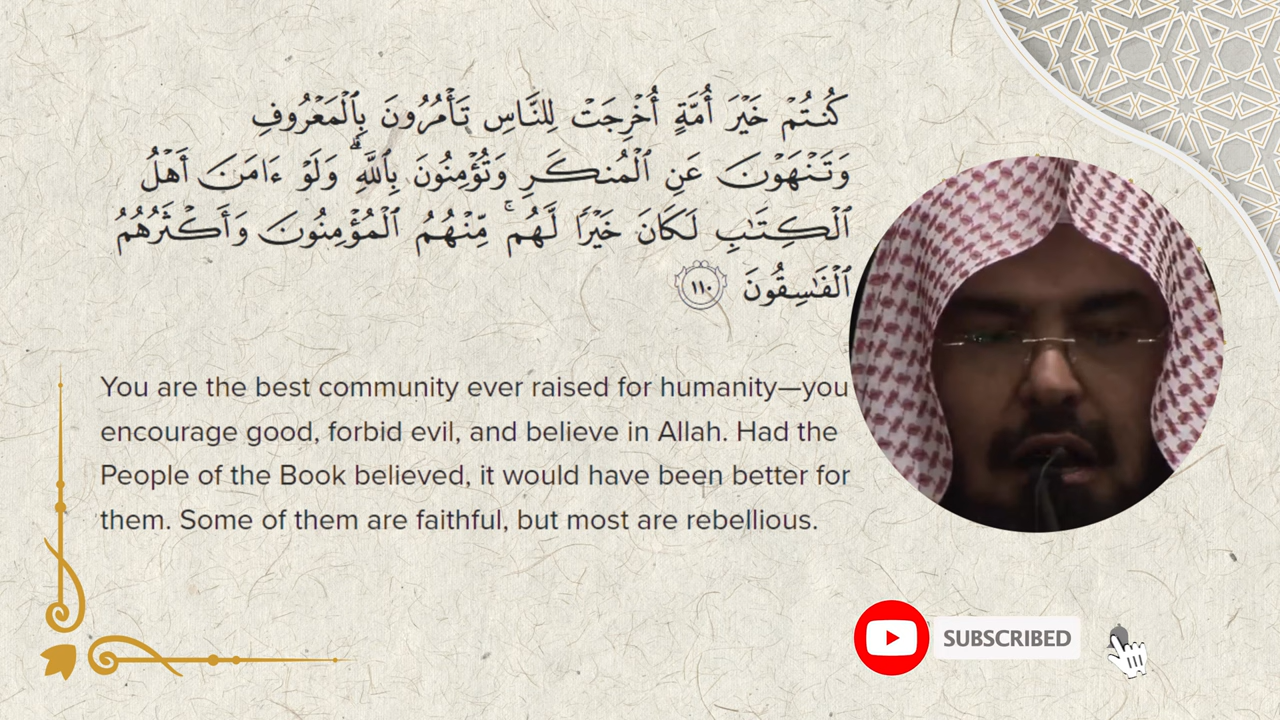 كُنتُمْ خَيْرَ أُمَّةٍ أُخْرِجَتْ لِلنَّاسِ تَأْمُرُونَ بِٱلْمَعْرُوفِ
وَتَنْهَوْنَ عَنِ ٱلْمُنكَرِ وَتُؤْمِنُونَ بِٱللَّهِۗ وَلَوْ ءَامَنَ أَهْلُ
ٱلْكِتَـٰبِ لَكَانَ خَيْرًا لَّهُمۚ مِّنْهُمُ ٱلْمُؤْمِنُونَ وَأَكْثَرُهُمُ
ٱلْفَـٰسِقُونَ ١١٠
You are the best community ever raised for humanity—you
encourage good, forbid evil, and believe in Allah. Had the
People of the Book believed, it would have been better for
them. Some of them are faithful, but most are rebellious.
SUBSCRIBED